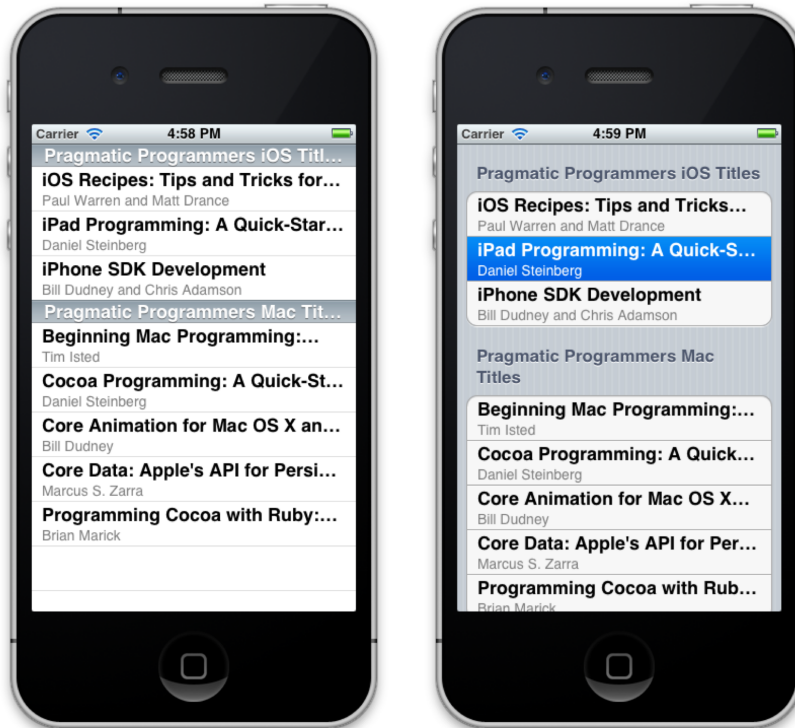 Carrier 4:58 PM
Pragmatic Programmers iOS Titl...
iOS Recipes: Tips and Tricks for...
Paul Warren and Matt Drance
iPad Programming: A Quick-Star...
Daniel Steinberg
iPhone SDK Development
Bill Dudney and Chris Adamson
Pragmatic Programmers Mac Tit...
Beginning Mac Programming:...
Tim Isted
Cocoa Programming: A Quick-St...
Daniel Steinberg
Core Animation for Mac OS X an...
Bill Dudney
Core Data: Apple's API for Persi...
Marcus S. Zarra
Programming Cocoa with Ruby:...
Brian Marick
Carrier 4:59 PM
Pragmatic Programmers iOS Titles
iOS Recipes: Tips and Tricks...
Paul Warren and Matt Drance
iPad Programming: A Quick-S...
Daniel Steinberg
iPhone SDK Development
Bill Dudney and Chris Adamson
Pragmatic Programmers Mac
Titles
Beginning Mac Programming:...
Tim Isted
Cocoa Programming: A Quick...
Daniel Steinberg
Core Animation for Mac OS X...
Bill Dudney
Core Data: Apple's API for Per...
Marcus S. Zarra
Programming Cocoa with Rub...
Brian Marick